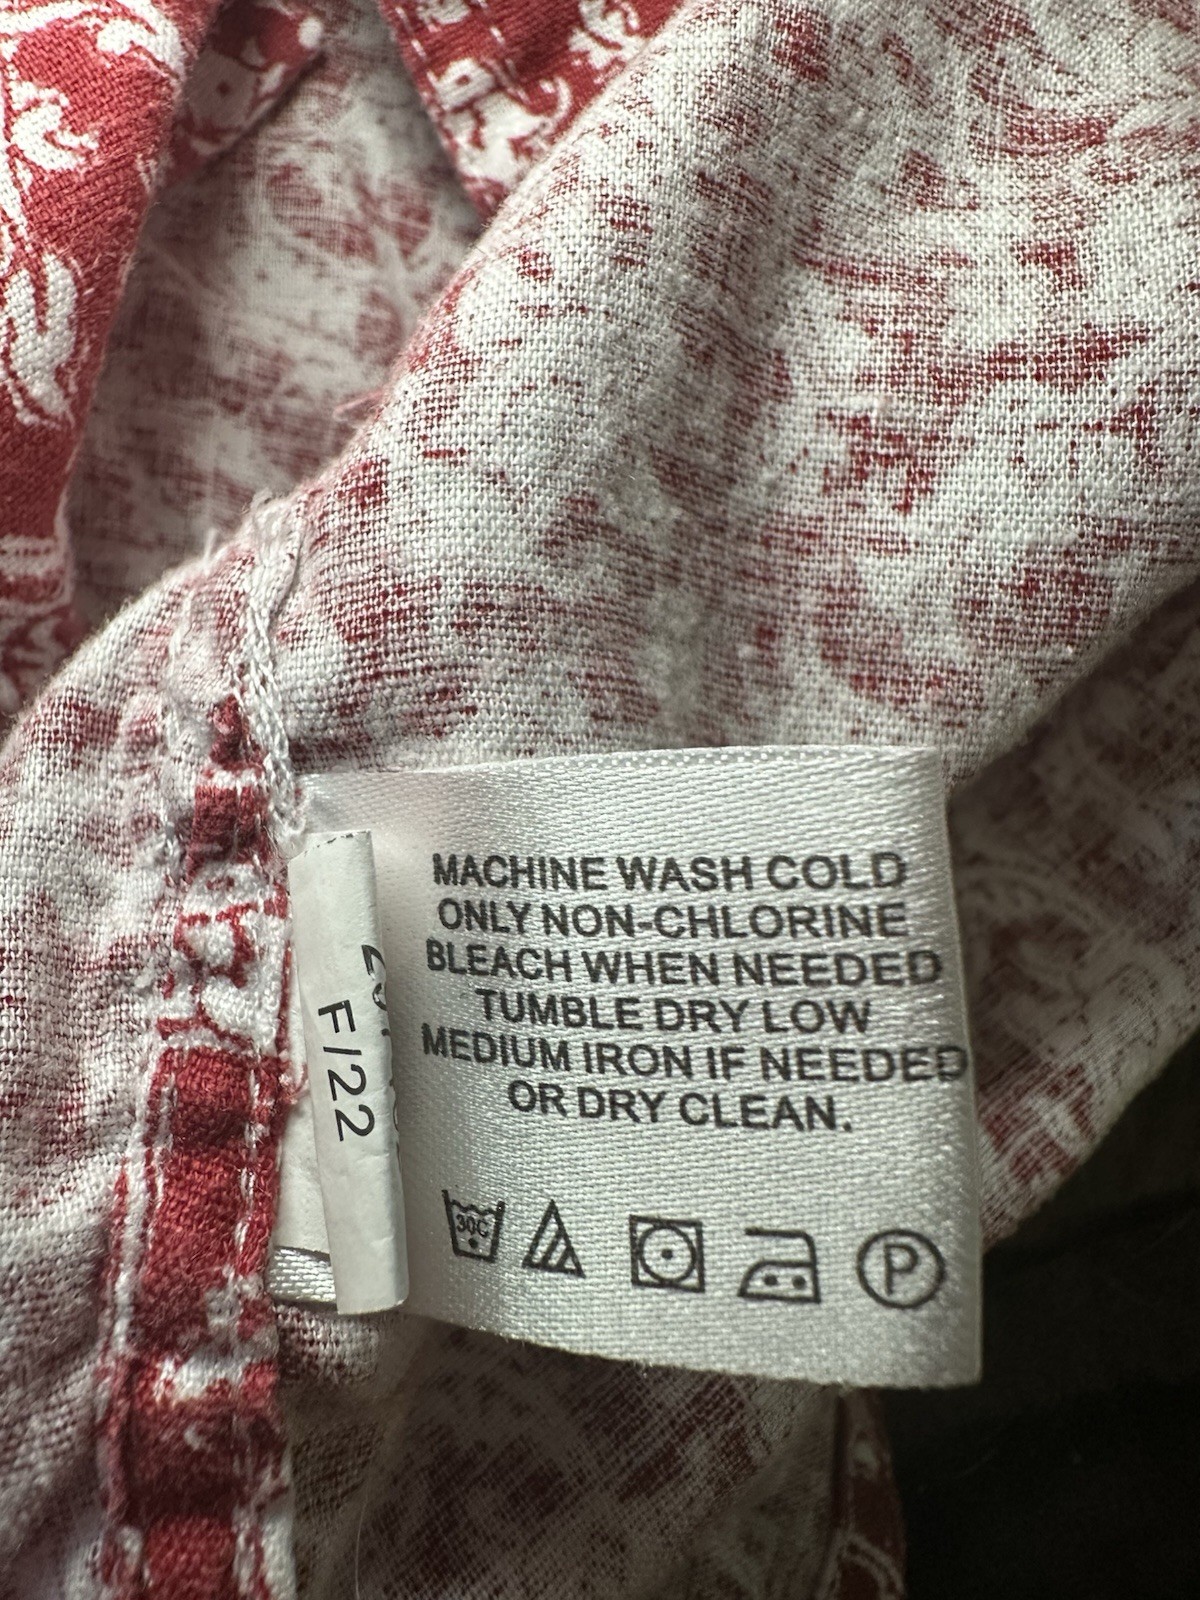 MACHINE WASH COLD
ONLY NON-CHLORINE
BLEACH WHEN NEEDED
TUMBLE DRY LOW
MEDIUM IRON IF NEEDED
OR DRY CLEAN.
30C
P
F/22